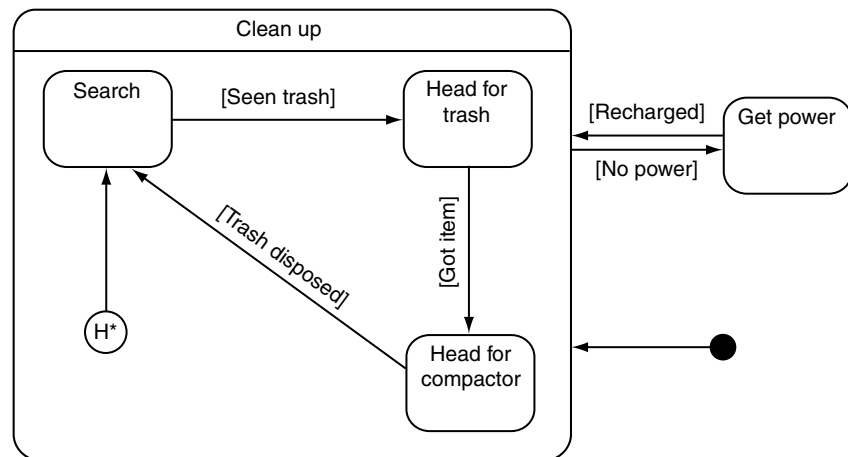 Clean up
Search
[Seen trash]
Head for
trash
[Recharged]
Get power
[No power]
[Trash disposed]
[Got item]
H*
Head for
compactor